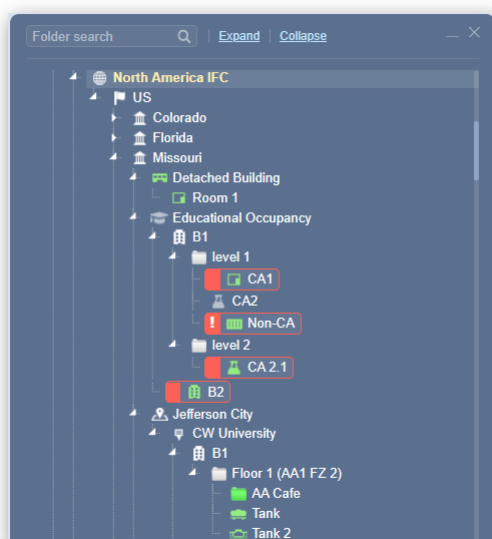 Folder search
Expand
Collapse
North America IFC
US
Colorado
Florida
Missouri
Detached Building
Room 1
Educational Occupancy
B1
level 1
CA1
CA2
! Non-CA
level 2
CA 2.1
B2
Jefferson City
CW University
B1
Floor 1 (AA1 FZ 2)
AA Cafe
Tank
Tank 2